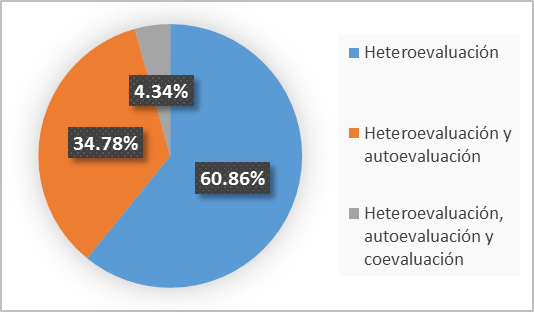 4.34%
34.78%
60.86%
Heteroevaluación
Heteroevaluación y
autoevaluación
Heteroevaluación,
autoevaluación y
coevaluación